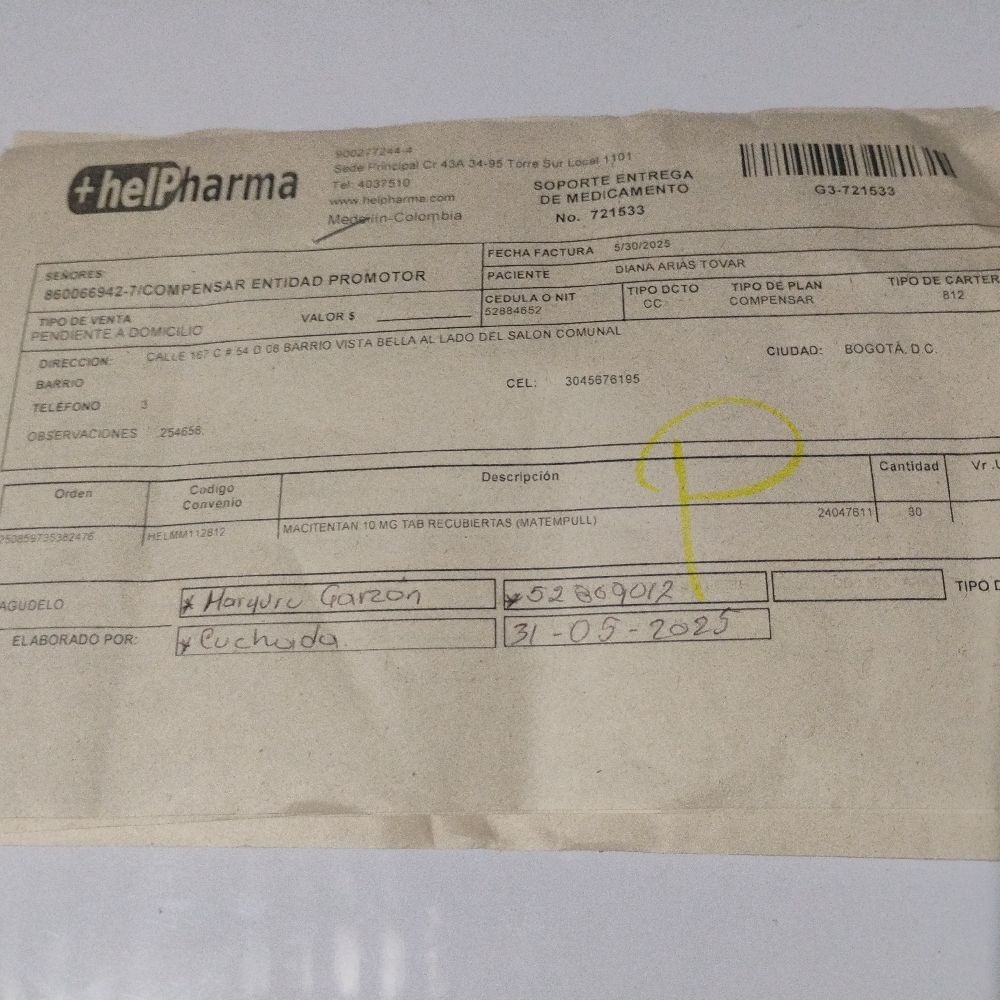 +helPharma
900277244-4
Sede Principal Cr 43A 34-95 Torre Sur Local 1101
Tel: 4037510
www.helpharma.com
Medellin-Colombia
SOPORTE ENTREGA
DE MEDICAMENTO
No. 721533
G3-721533
SEÑORES
860066942-7/COMPENSAR ENTIDAD PROMOTOR
FECHA FACTURA 5/30/2025
PACIENTE DIANA ARIAS TOVAR
TIPO DE VENTA
PENDIENTE A DOMICILIO
VALOR $
CEDULA O NIT
52884652
TIPO DCTO
CC
TIPO DE PLAN
COMPENSAR
TIPO DE CARTER
812
DIRECCION: CALLE 167 C # 54 D 08 BARRIO VISTA BELLA AL LADO DEL SALON COMUNAL
CIUDAD: BOGOTÁ, D.C.
BARRIO
CEL: 3045676195
TELÉFONO 3
OBSERVACIONES 254658.
P
Orden Codigo Convenio Descripción Cantidad Vr .U
250859735382476 HELMM112812 MACITENTAN 10 MG TAB RECUBIERTAS (MATEMPULL) 24047611 30
AGUDELO
Garzón
52869012
TIPO D
ELABORADO POR:
31-05-2025